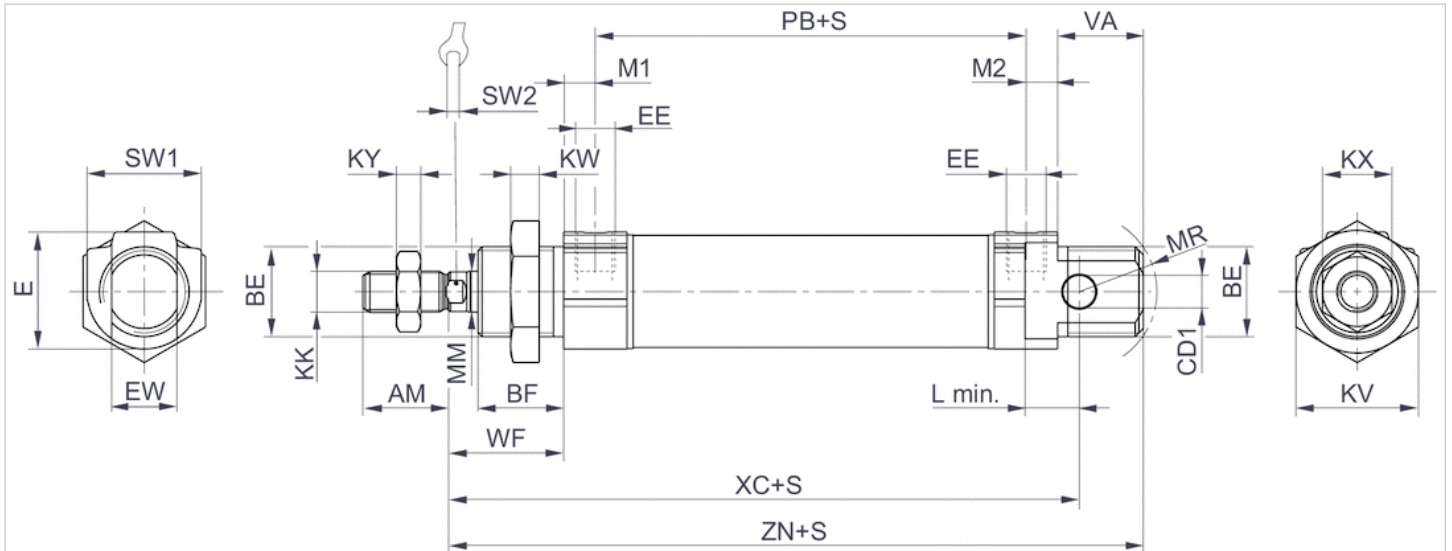 PB+S
VA
M1
M2
SW2
EE
SW1
KY
KW
EE
KX
MR
E
BE
BE
KK
MM
CD1
EW
AM
BF
L min.
KV
WF
XC+S
ZN+S